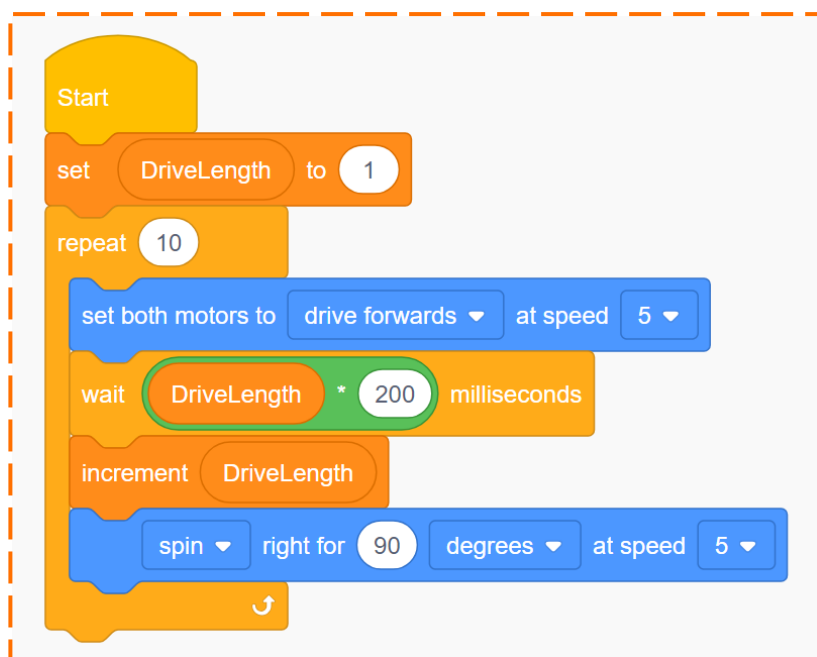 Start
set DriveLength to 1
repeat 10
set both motors to drive forwards at speed 5
wait DriveLength * 200 milliseconds
increment DriveLength
spin right for 90 degrees at speed 5